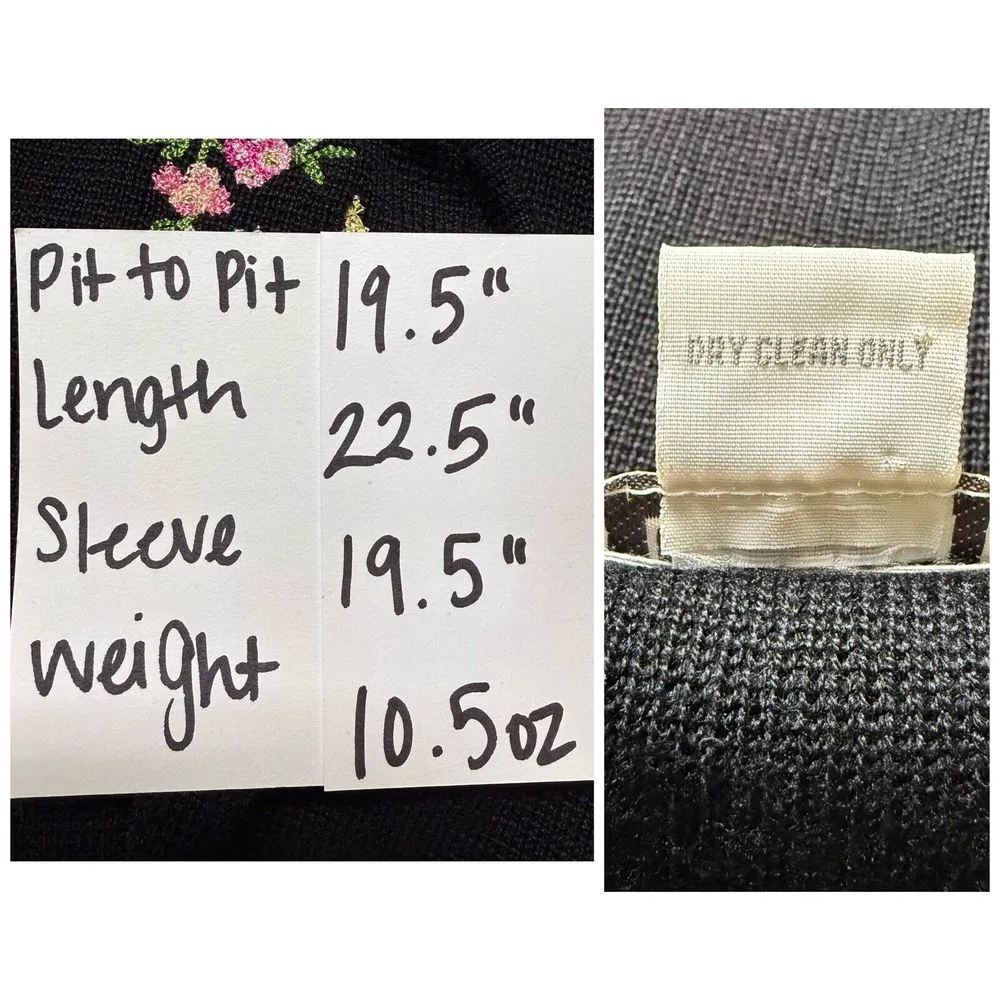 Pit to Pit 19.5"
Length 22.5"
Sleeve 19.5"
weight 10.5oz
DRY CLEAN ONLY